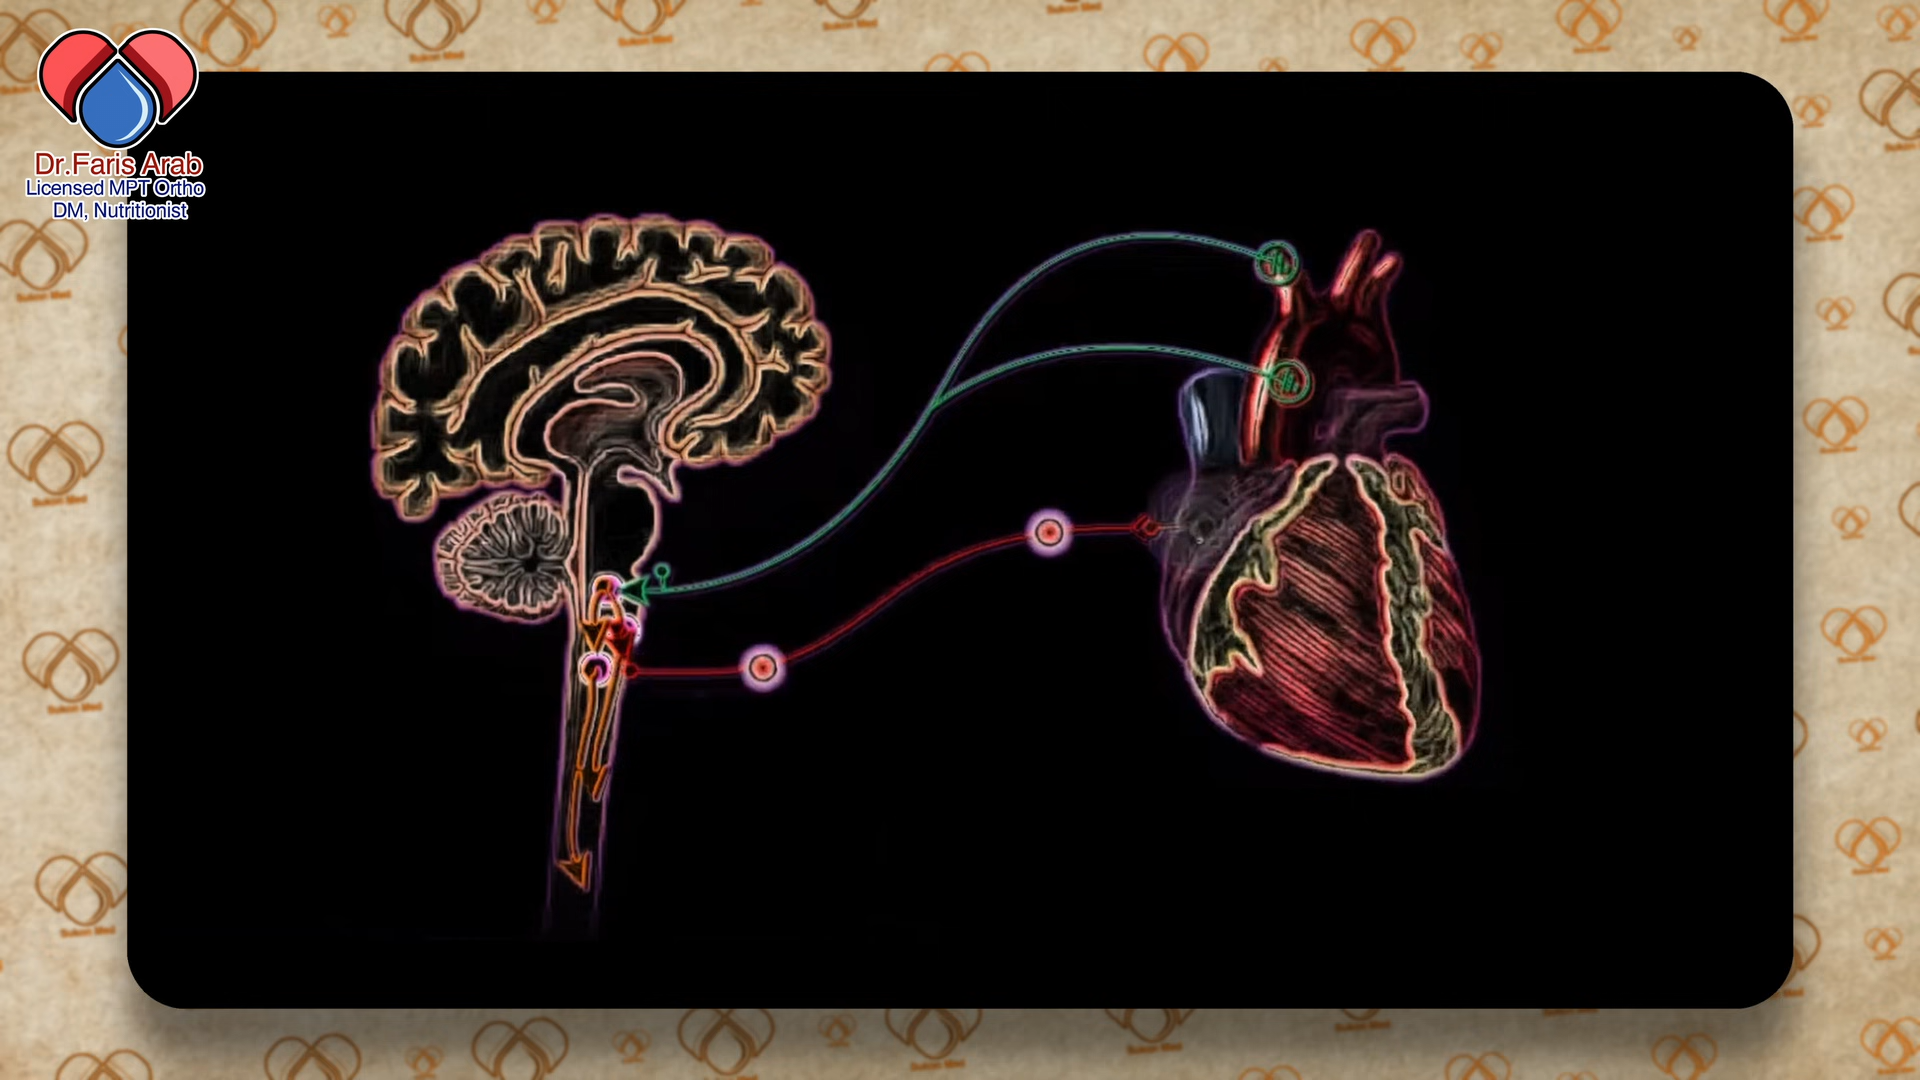 Dr.Faris Arab
Licensed MPT Ortho
DM, Nutritionist